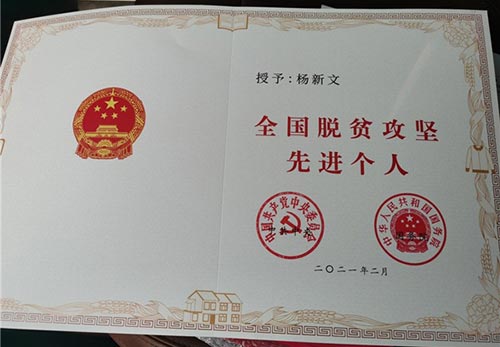 授予:杨新文
全国脱贫攻坚
先进个人
中国共产党中央委员会
中华人民共和国国务院
二〇二一年二月